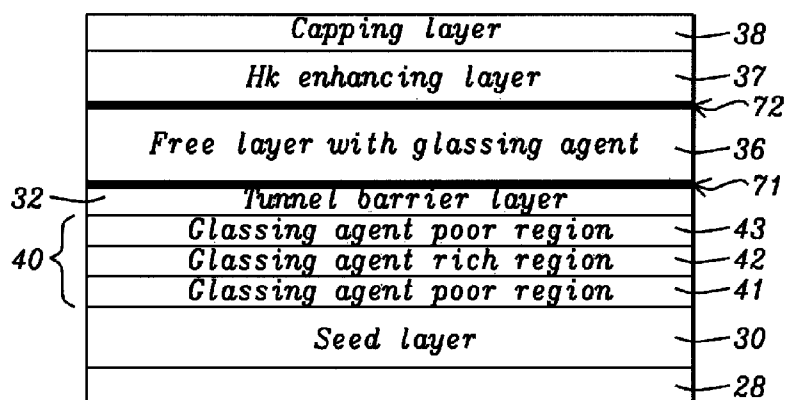 Capping layer 38
Hk enhancing layer 37
72
Free layer with glassing agent 36
71
32 Tunnel barrier layer
Glassing agent poor region 43
40 Glassing agent rich region 42
Glassing agent poor region 41
Seed layer 30
28